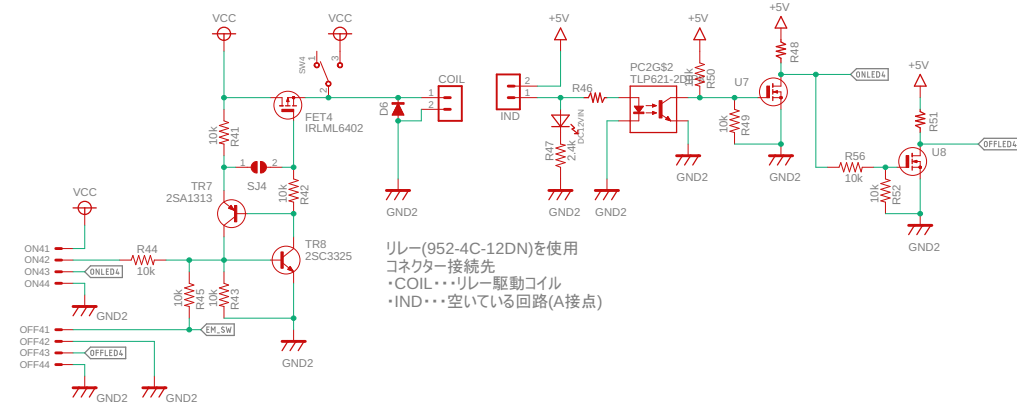 VCC
VCC
SW4
1
3
2
FET4
IRLML6402
R41
10k
1
2
SJ4
TR7
2SA1313
R42
10k
TR8
2SC3325
VCC
ON41
ON42
ON43
ON44
ONLED4
R44
10k
R45
10k
R43
10k
GND2
OFF41
OFF42
OFF43
OFF44
EM_SW
OFFLED4
GND2
GND2
GND2
D6
COIL
1
2
GND2
+5V
2
1
IND
R46
DC12VIN
R47
2.4k
GND2
GND2
PC2G$2
+5V
R50
GND2
U7
+5V
R48
R49
10k
GND2
ONLED4
R56
10k
+5V
R51
U8
R52
10k
OFFLED4
GND2
リレー(952-4C-12DN)を使用
コネクター接続先
・COIL・・・リレー駆動コイル
・IND・・・空いている回路(A接点)